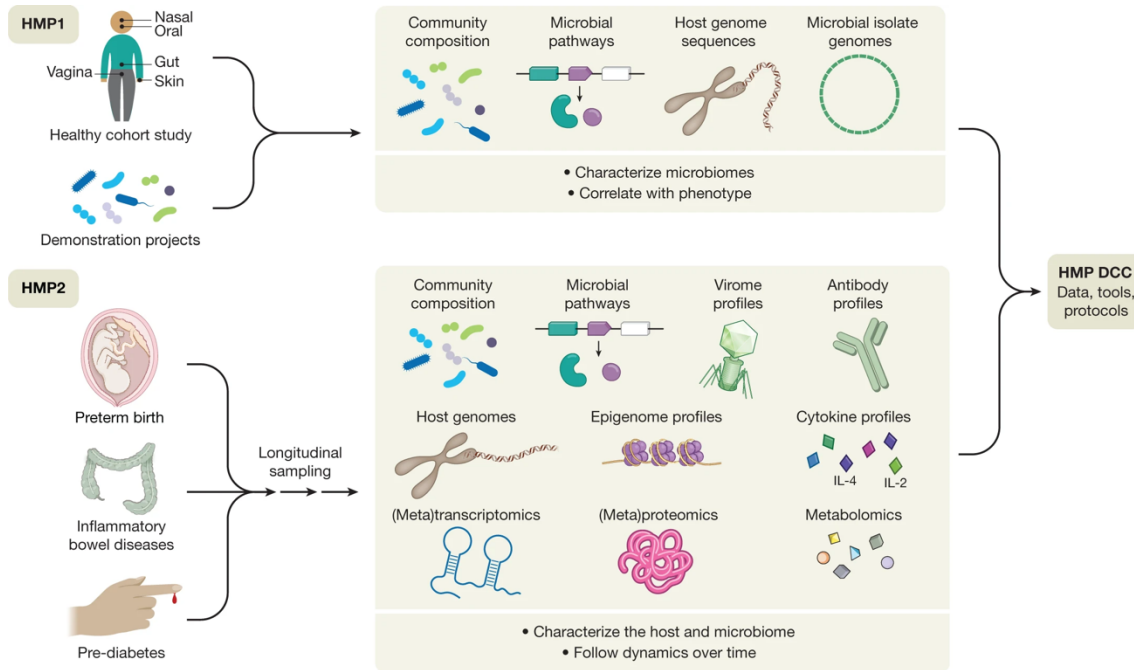 HMP1
Nasal
Oral
Gut
Vagina
Skin
Healthy cohort study
Demonstration projects
Community
composition
Microbial
pathways
Host genome
sequences
Microbial isolate
genomes
• Characterize microbiomes
• Correlate with phenotype
HMP2
Preterm birth
Inflammatory
bowel diseases
Pre-diabetes
Longitudinal
sampling
Community
composition
Microbial
pathways
Virome
profiles
Antibody
profiles
Host genomes
Epigenome profiles
Cytokine profiles
IL-4
IL-2
(Meta)transcriptomics
(Meta)proteomics
Metabolomics
• Characterize the host and microbiome
• Follow dynamics over time
HMP DCC
Data, tools,
protocols